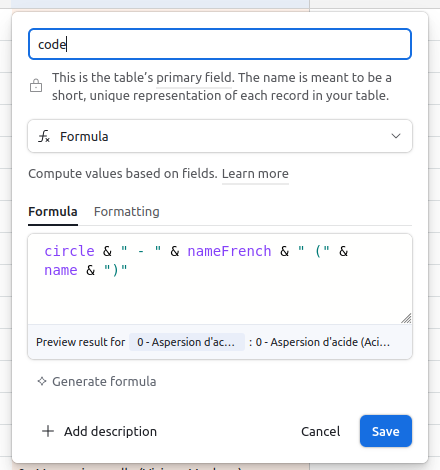 code
This is the table's primary field. The name is meant to be a
short, unique representation of each record in your table.
Formula
Compute values based on fields. Learn more
Formula Formatting
circle & " - " & nameFrench & " (" &
name & ")"
Preview result for 0 - Aspersion d'ac... : 0 - Aspersion d'acide (Aci...
Generate formula
Add description Cancel Save